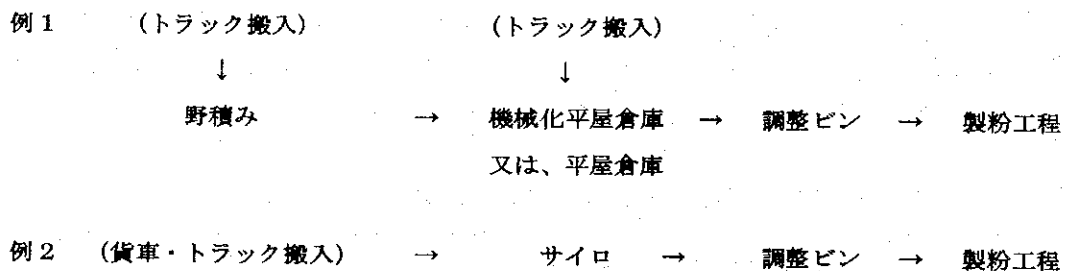 例1 (トラック搬入) (トラック搬入)
↓ ↓
野積み → 機械化平屋倉庫 → 調整ビン → 製粉工程
又は、平屋倉庫
例2 (貨車・トラック搬入) → サイロ → 調整ビン → 製粉工程